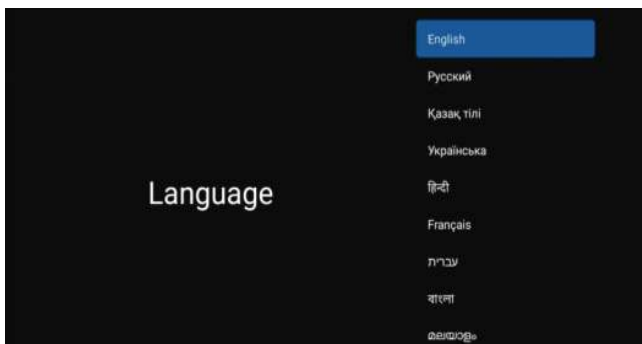 Language
English
Русский
Қазақ тілі
Українська
हिन्दी
Français
עברית
বাংলা
മലയാളം